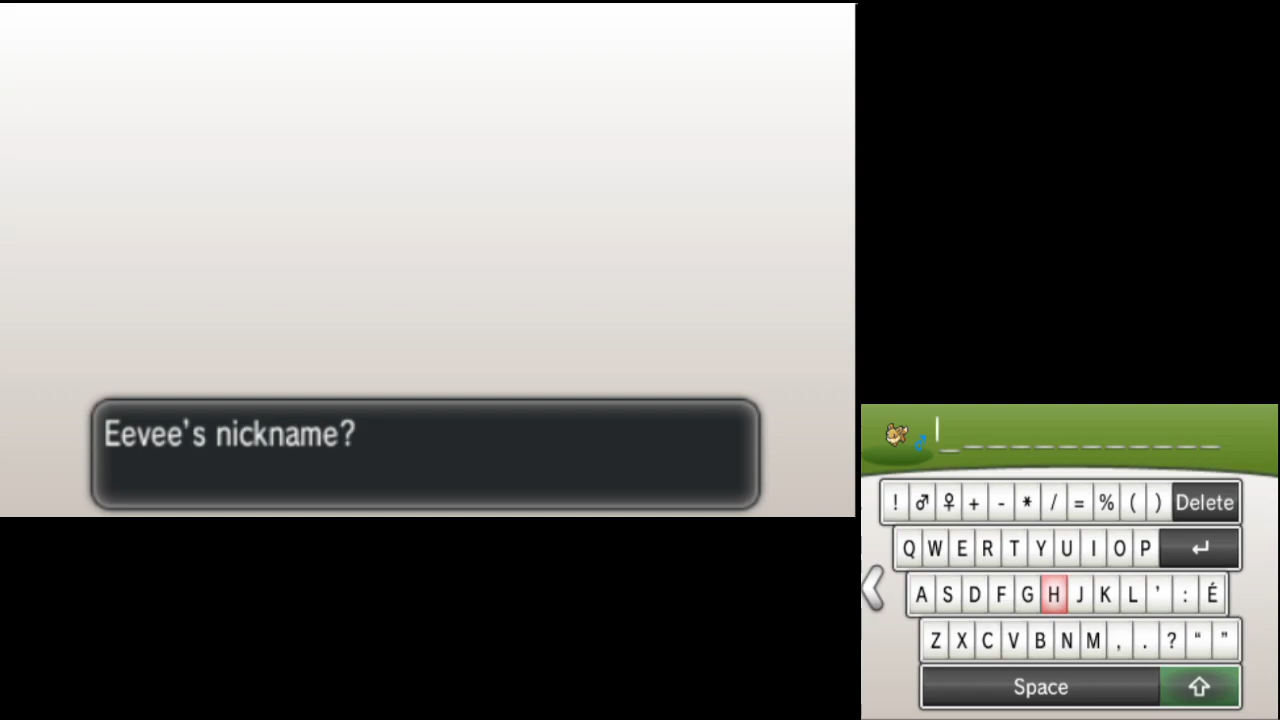 Eevee's nickname?
♂
! ♂ ♀ + - * / = % ( ) Delete
Q W E R T Y U I O P ↵
A S D F G H J K L ' : É
Z X C V B N M , . ? “ ”
Space ⇧